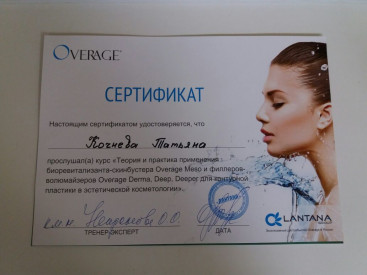 OVERAGE
СЕРТИФИКАТ
Настоящим сертификатом удостоверяется, что
Татьяна
прослушал(а) курс «Теория и практика применения
биоревитализанта-скинбустера Overage Meso и филлеров-
волюмайзеров Overage Derma, Deep, Deeper для контурной
пластики в эстетической косметологии».
LANTANA
к.м.н.
ТРЕНЕР-ЭКСПЕРТ ДАТА